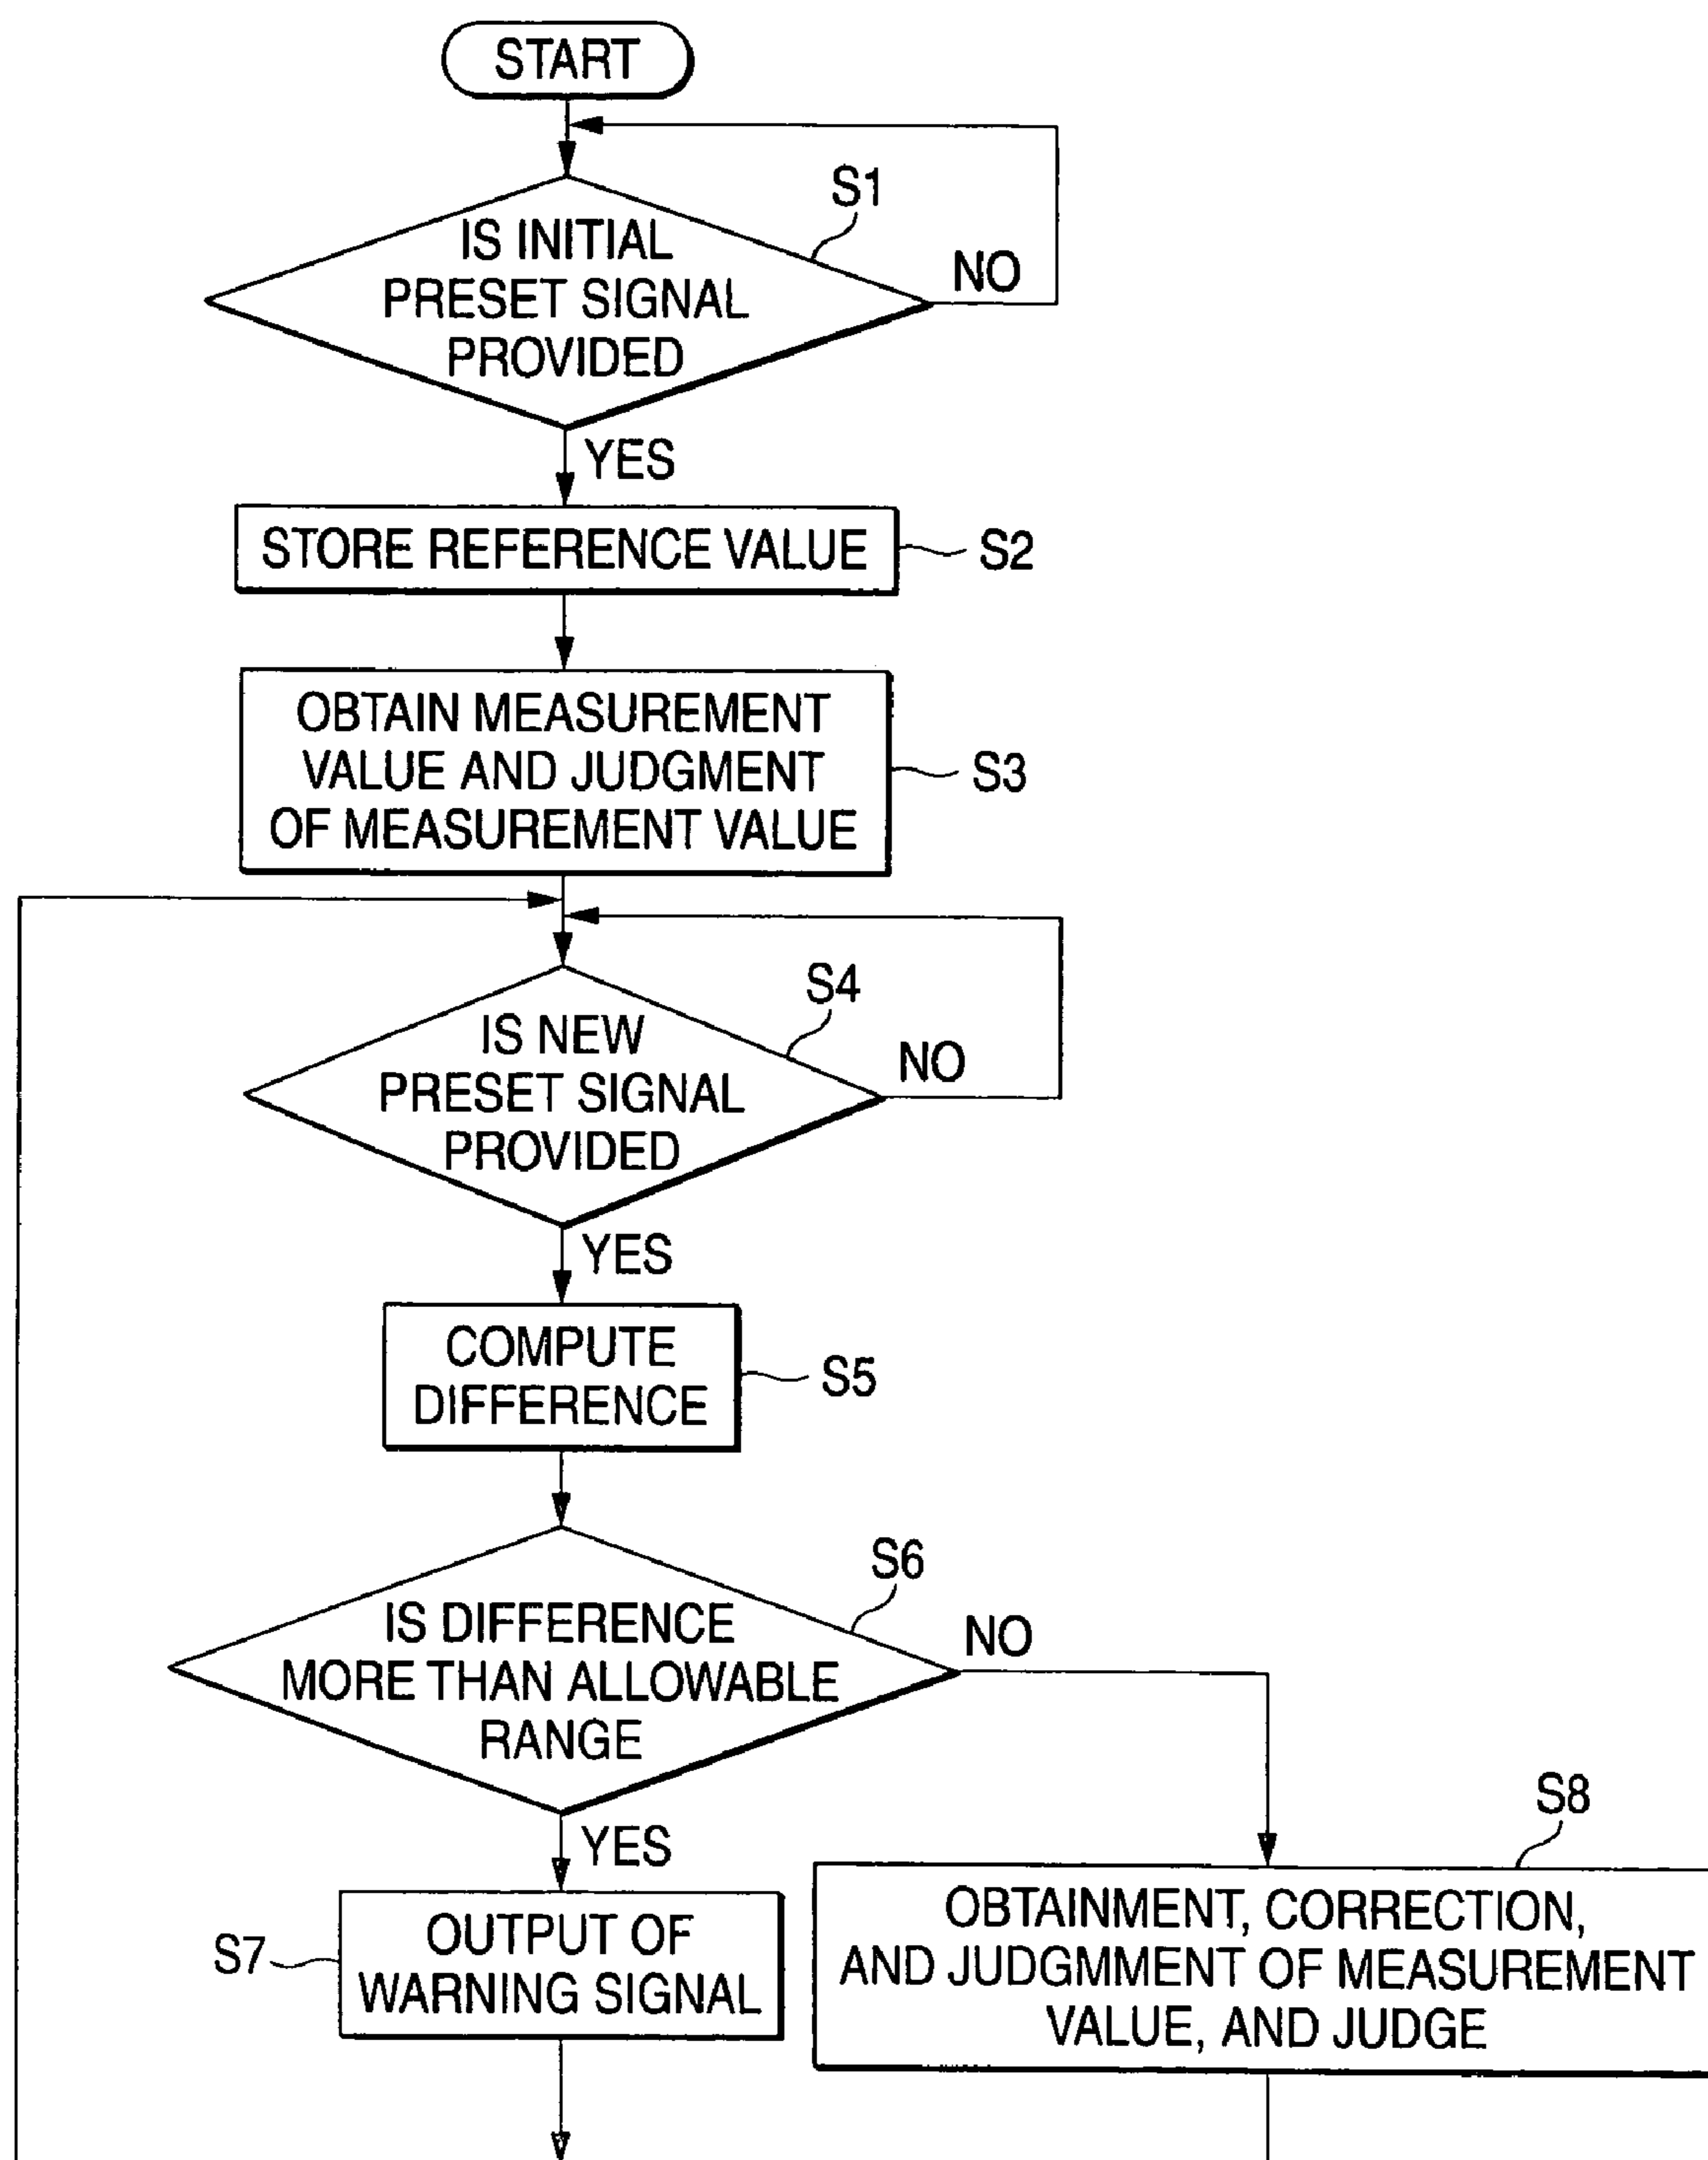 START
S1
IS INITIAL
PRESET SIGNAL
PROVIDED
NO
YES
STORE REFERENCE VALUE
S2
OBTAIN MEASUREMENT
VALUE AND JUDGMENT
OF MEASUREMENT VALUE
S3
S4
IS NEW
PRESET SIGNAL
PROVIDED
NO
YES
COMPUTE
DIFFERENCE
S5
S6
IS DIFFERENCE
MORE THAN ALLOWABLE
RANGE
NO
YES
S7
OUTPUT OF
WARNING SIGNAL
S8
OBTAINMENT, CORRECTION,
AND JUDGMMENT OF MEASUREMENT
VALUE, AND JUDGE